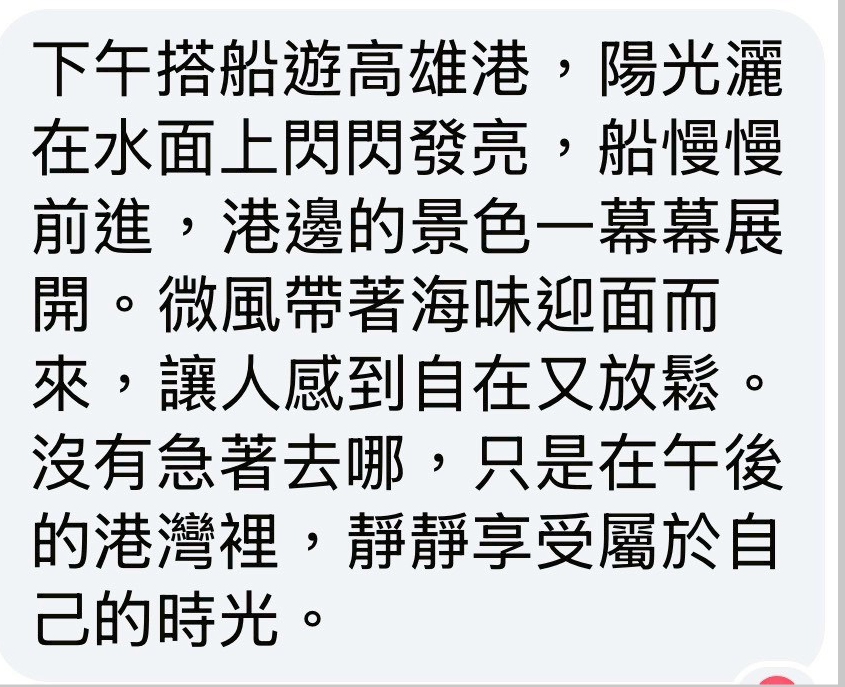 下午搭船遊高雄港，陽光灑
在水面上閃閃發亮，船慢慢
前進，港邊的景色一幕幕展
開。微風帶著海味迎面而
來，讓人感到自在又放鬆。
沒有急著去哪，只是在午後
的港灣裡，靜靜享受屬於自
己的時光。